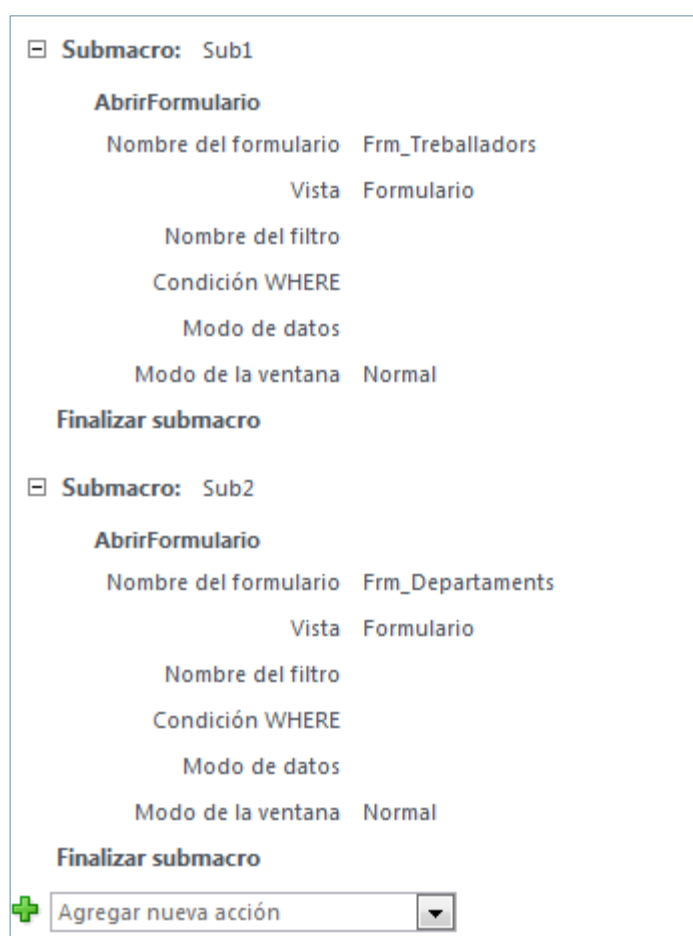 Submacro: Sub1
AbrirFormulario
Nombre del formulario Frm_Treballadors
Vista Formulario
Nombre del filtro
Condición WHERE
Modo de datos
Modo de la ventana Normal
Finalizar submacro
Submacro: Sub2
AbrirFormulario
Nombre del formulario Frm_Departaments
Vista Formulario
Nombre del filtro
Condición WHERE
Modo de datos
Modo de la ventana Normal
Finalizar submacro
Agregar nueva acción